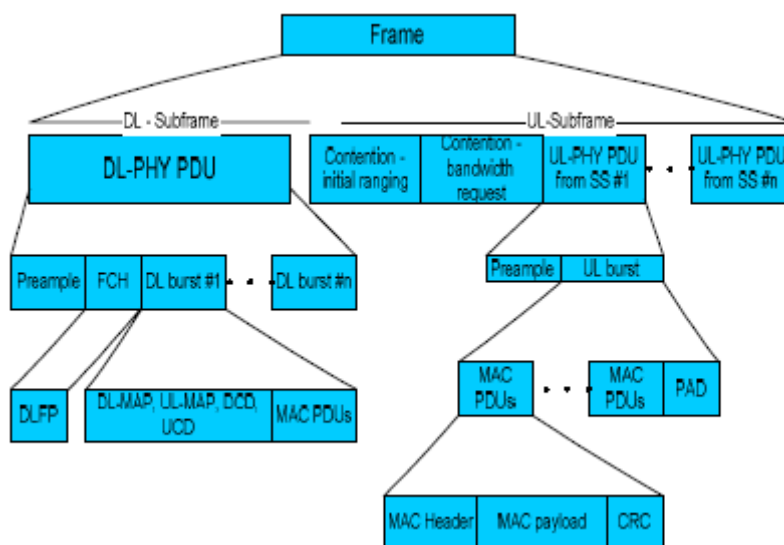 Frame
DL - Subframe
UL-Subframe
DL-PHY PDU
Contention -
initial ranging
Contention -
bandwidth
request
UL-PHY PDU
from SS #1
UL-PHY PDU
from SS #n
Preample
FCH
DL burst #1
DL burst #n
Preample
UL burst
DLFP
DL-MAP, UL-MAP, DCD,
UCD
MAC PDUs
MAC
PDUs
MAC
PDUs
PAD
MAC Header
MAC payload
CRC